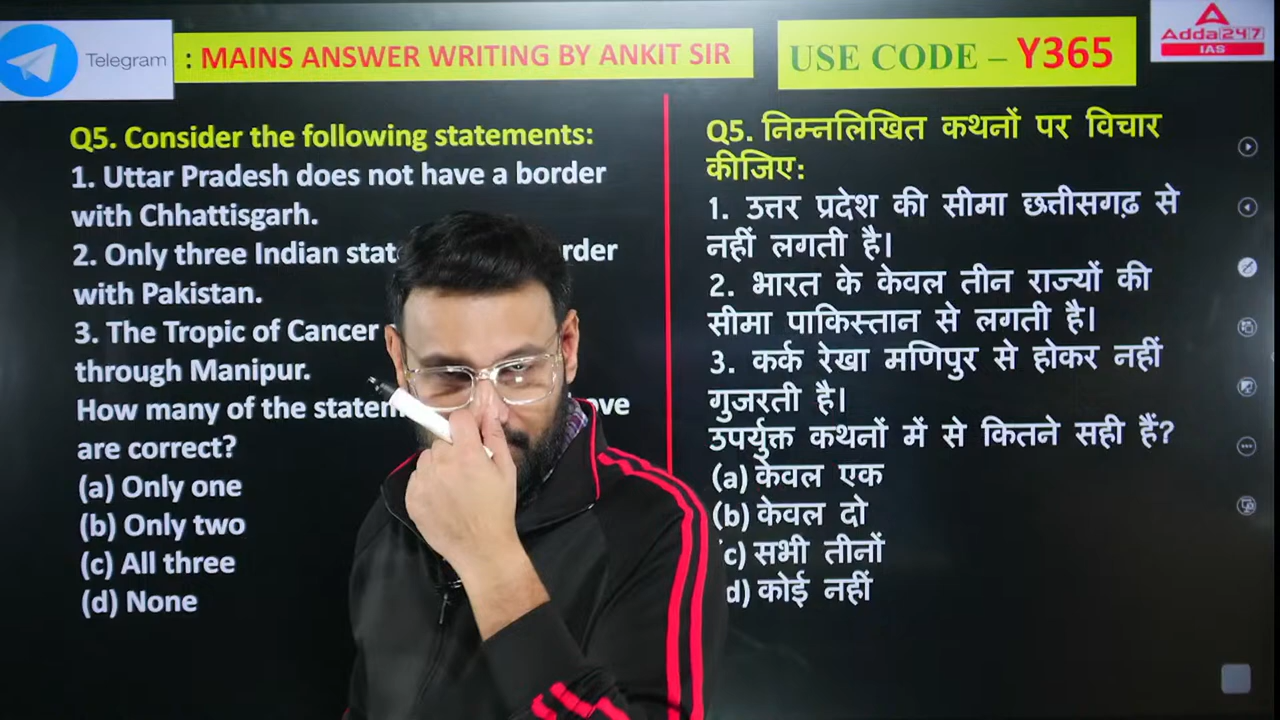 Telegram
: MAINS ANSWER WRITING BY ANKIT SIR
USE CODE – Y365
Adda247
IAS
Q5. Consider the following statements:
1. Uttar Pradesh does not have a border
with Chhattisgarh.
2. Only three Indian rder
with Pakistan.
3. The Tropic of Cancer
through Manipur.
How many of the
are correct?
(a) Only one
(b) Only two
(c) All three
(d) None
Q5. निम्नलिखित कथनों पर विचार
कीजिए:
1. उत्तर प्रदेश की सीमा छत्तीसगढ़ से
नहीं लगती है।
2. भारत के केवल तीन राज्यों की
सीमा पाकिस्तान से लगती है।
3. कर्क रेखा मणिपुर से होकर नहीं
गुजरती है।
उपर्युक्त कथनों में से कितने सही हैं?
(a) केवल एक
(b) केवल दो
c) सभी तीनों
d) कोई नहीं